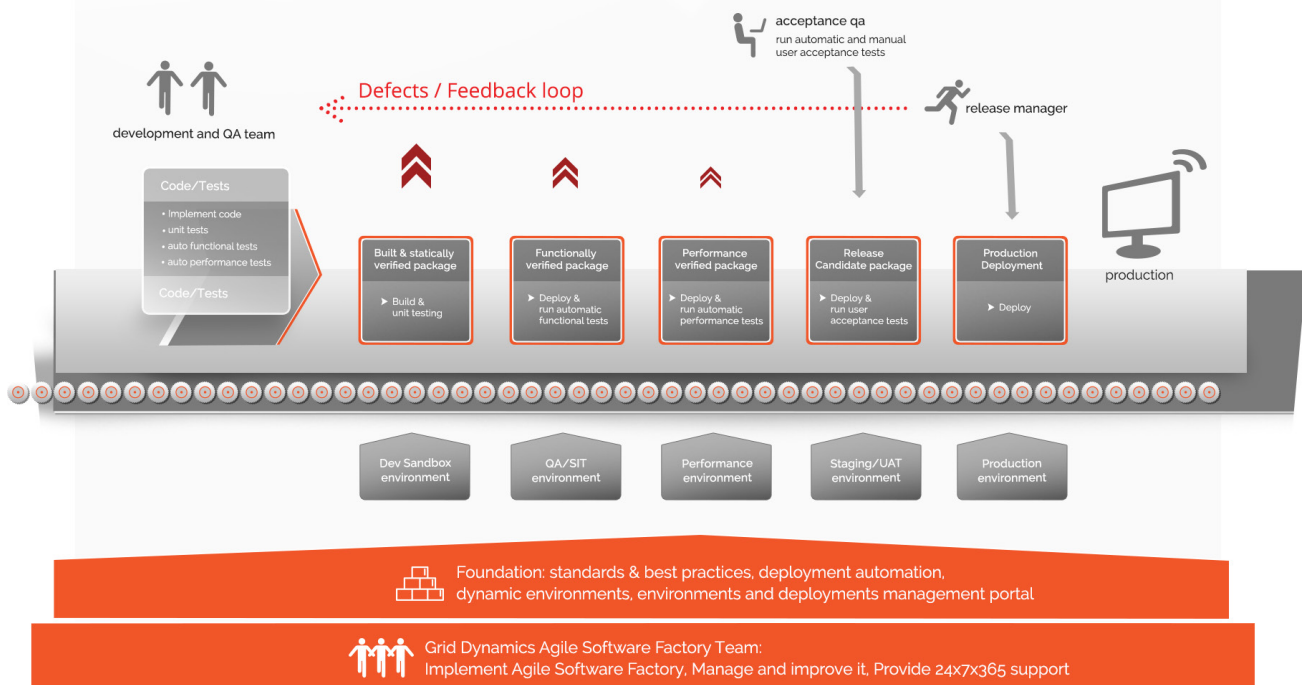 acceptance qa
run automatic and manual
user acceptance tests
Defects / Feedback loop
release manager
development and QA team
Code/Tests
• Implement code
• unit tests
• auto functional tests
• auto performance tests
Code/Tests
Built & statically
verified package
➤ Build &
unit testing
Functionally
verified package
➤ Deploy &
run automatic
functional tests
Performance
verified package
➤ Deploy &
run automatic
performance tests
Release
Candidate package
➤ Deploy &
run user
acceptance tests
Production
Deployment
➤ Deploy
production
Dev Sandbox
environment
QA/SIT
environment
Performance
environment
Staging/UAT
environment
Production
environment
Foundation: standards & best practices, deployment automation,
dynamic environments, environments and deployments management portal
Grid Dynamics Agile Software Factory Team:
Implement Agile Software Factory, Manage and improve it, Provide 24x7x365 support